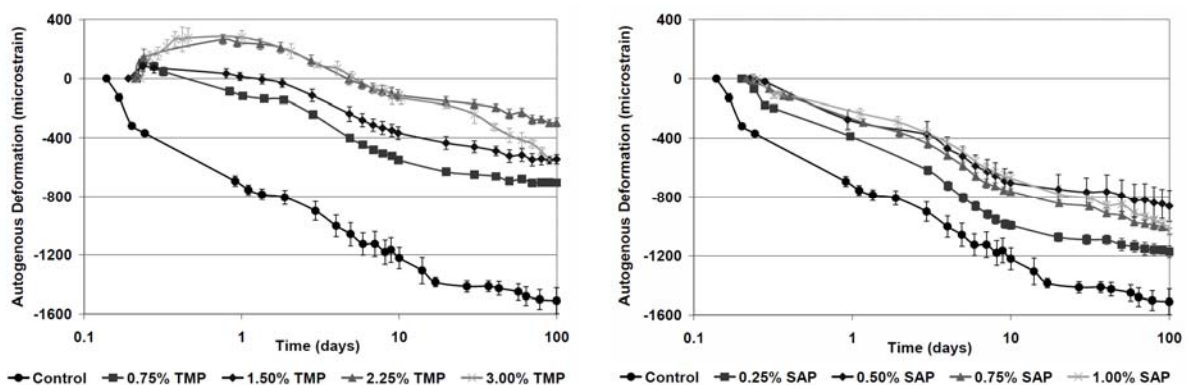 Autogenous Deformation (microstrain)
400
0
-400
-800
-1200
-1600
0.1
1
10
100
Time (days)
Control
0.75% TMP
1.50% TMP
2.25% TMP
3.00% TMP
Autogenous Deformation (microstrain)
400
0
-400
-800
-1200
-1600
0.1
1
10
100
Time (days)
Control
0.25% SAP
0.50% SAP
0.75% SAP
1.00% SAP